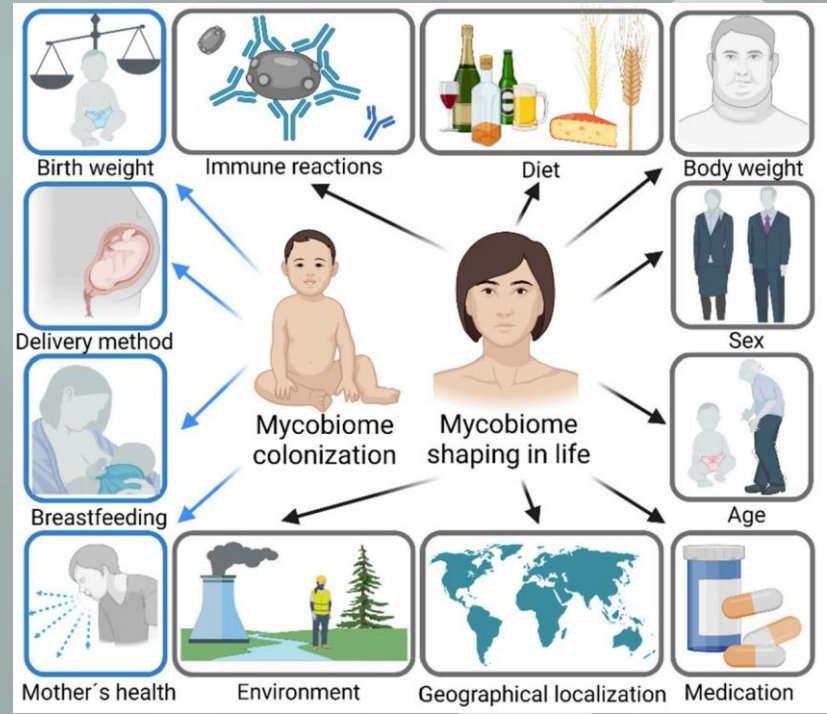 Birth weight
Immune reactions
Diet
Body weight
Delivery method
Sex
Mycobiome
colonization
Mycobiome
shaping in life
Breastfeeding
Age
Mother´s health
Environment
Geographical localization
Medication